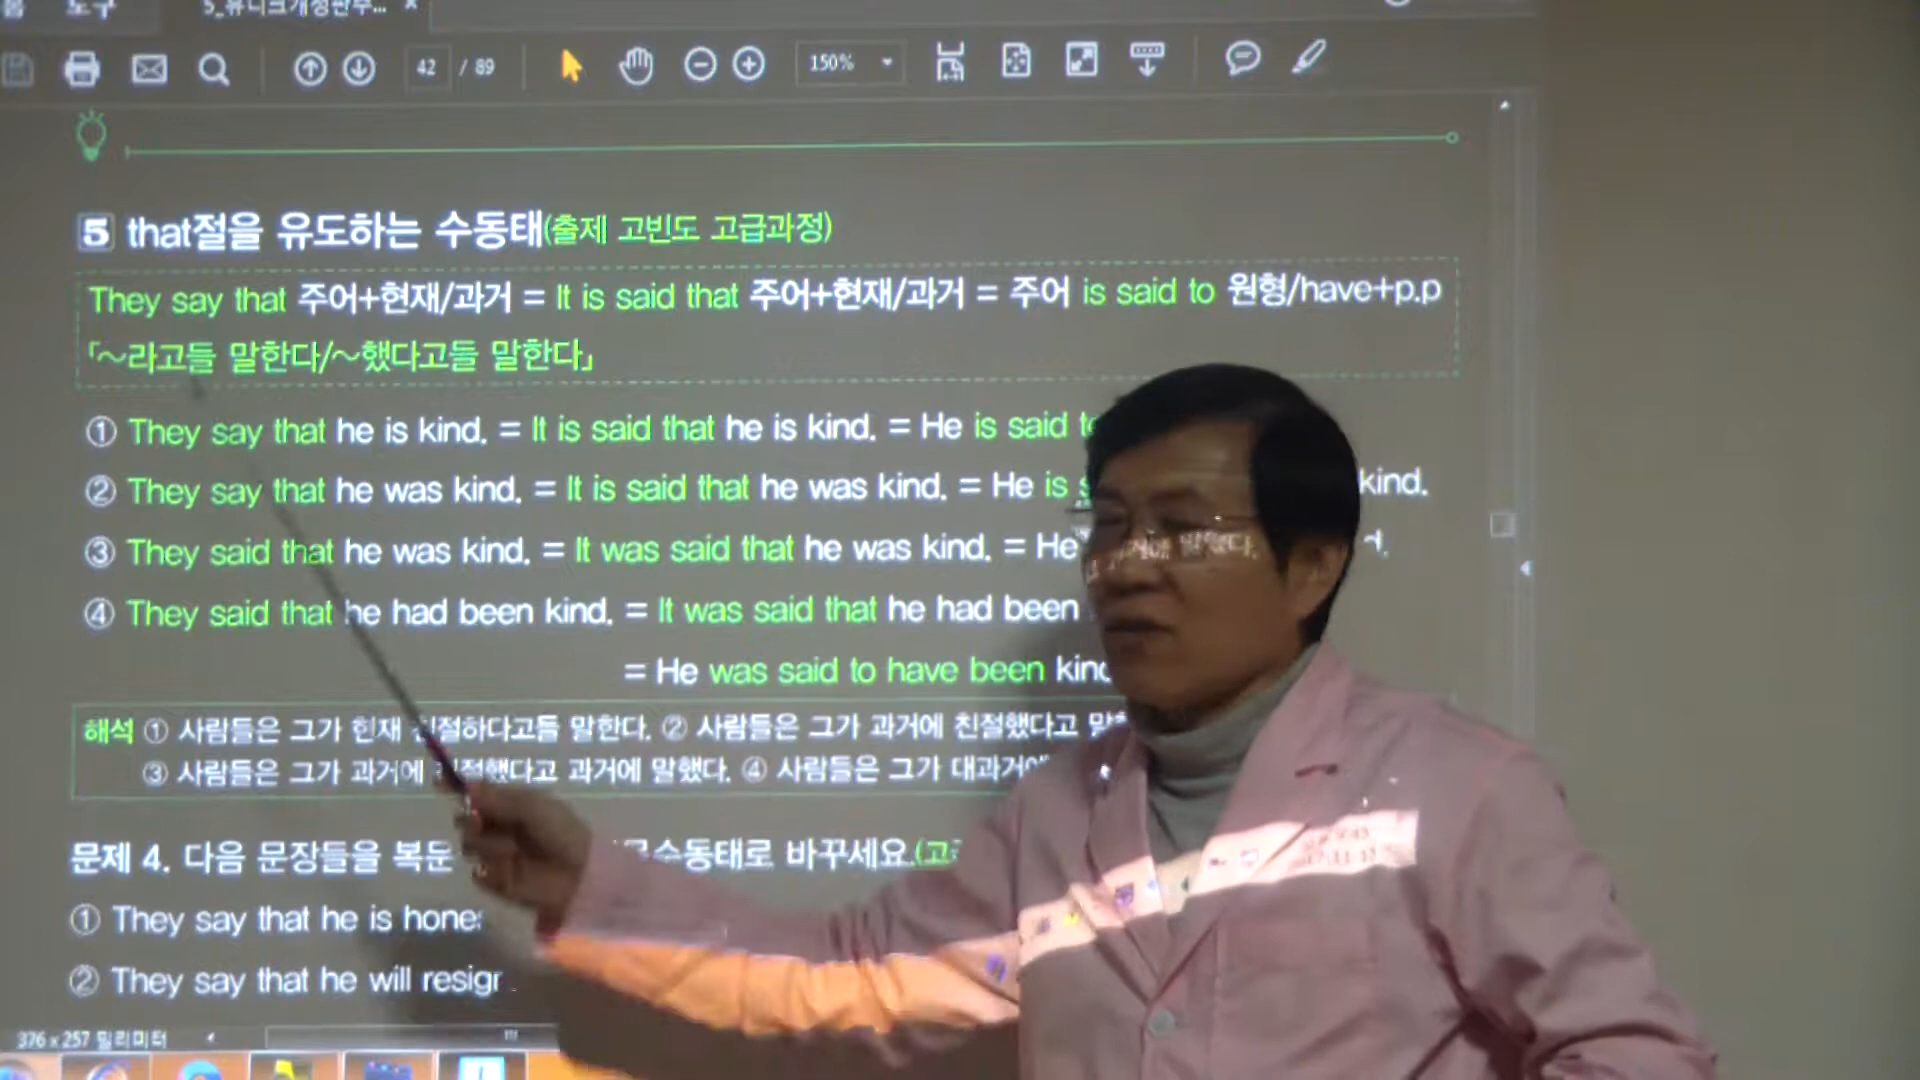 도구
42 / 89
150%
5 that절을 유도하는 수동태(출제 고빈도 고급과정)
They say that 주어+현재/과거 = It is said that 주어+현재/과거 = 주어 is said to 원형/have+p.p
「~라고들 말한다/~했다고들 말한다」
① They say that he is kind. = It is said that he is kind. = He is said to
② They say that he was kind. = It is said that he was kind. = He is kind.
③ They said that he was kind. = It was said that he was kind. = He
④ They said that he had been kind. = It was said that he had been
= He was said to have been kind
해석 ① 사람들은 그가 현재 친절하다고들 말한다. ② 사람들은 그가 과거에 친절했다고
③ 사람들은 그가 과거에 친절했다고 과거에 말했다. ④ 사람들은 그가 대과거에
문제 4. 다음 문장들을 복문 수동태로 바꾸세요.
① They say that he is
② They say that he will
376 x 257 밀리미터